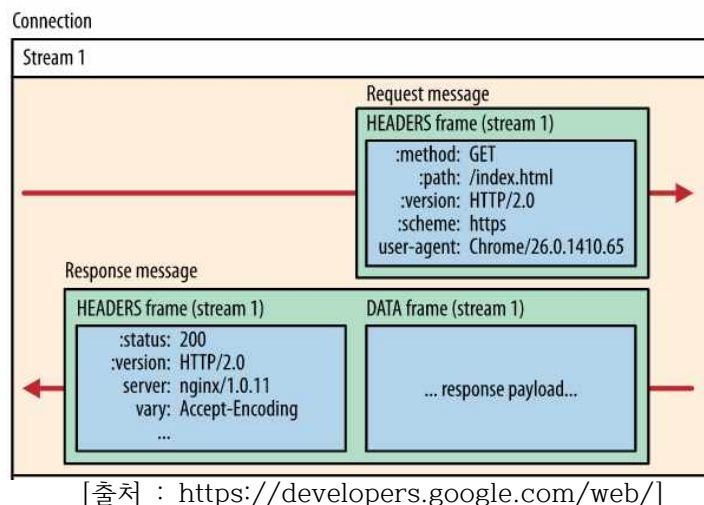 Connection
Stream 1
Request message
HEADERS frame (stream 1)
:method: GET
:path: /index.html
:version: HTTP/2.0
:scheme: https
user-agent: Chrome/26.0.1410.65
Response message
HEADERS frame (stream 1)
:status: 200
:version: HTTP/2.0
server: nginx/1.0.11
vary: Accept-Encoding
...
DATA frame (stream 1)
... response payload...
[출처 : https://developers.google.com/web/]